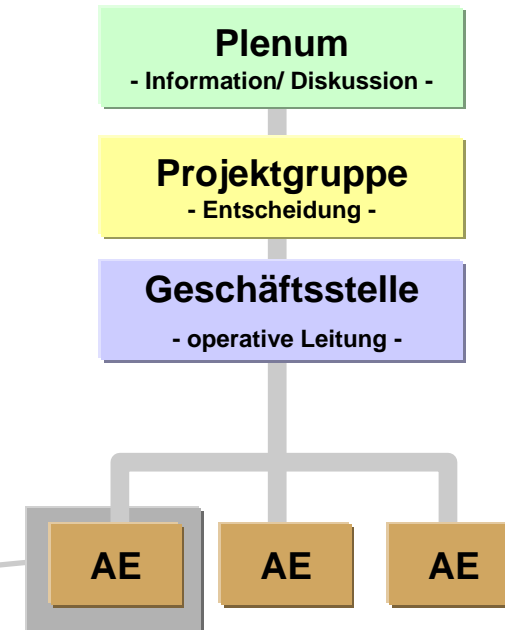 Plenum
- Information/ Diskussion -
Projektgruppe
- Entscheidung -
Geschäftsstelle
- operative Leitung -
AE AE AE